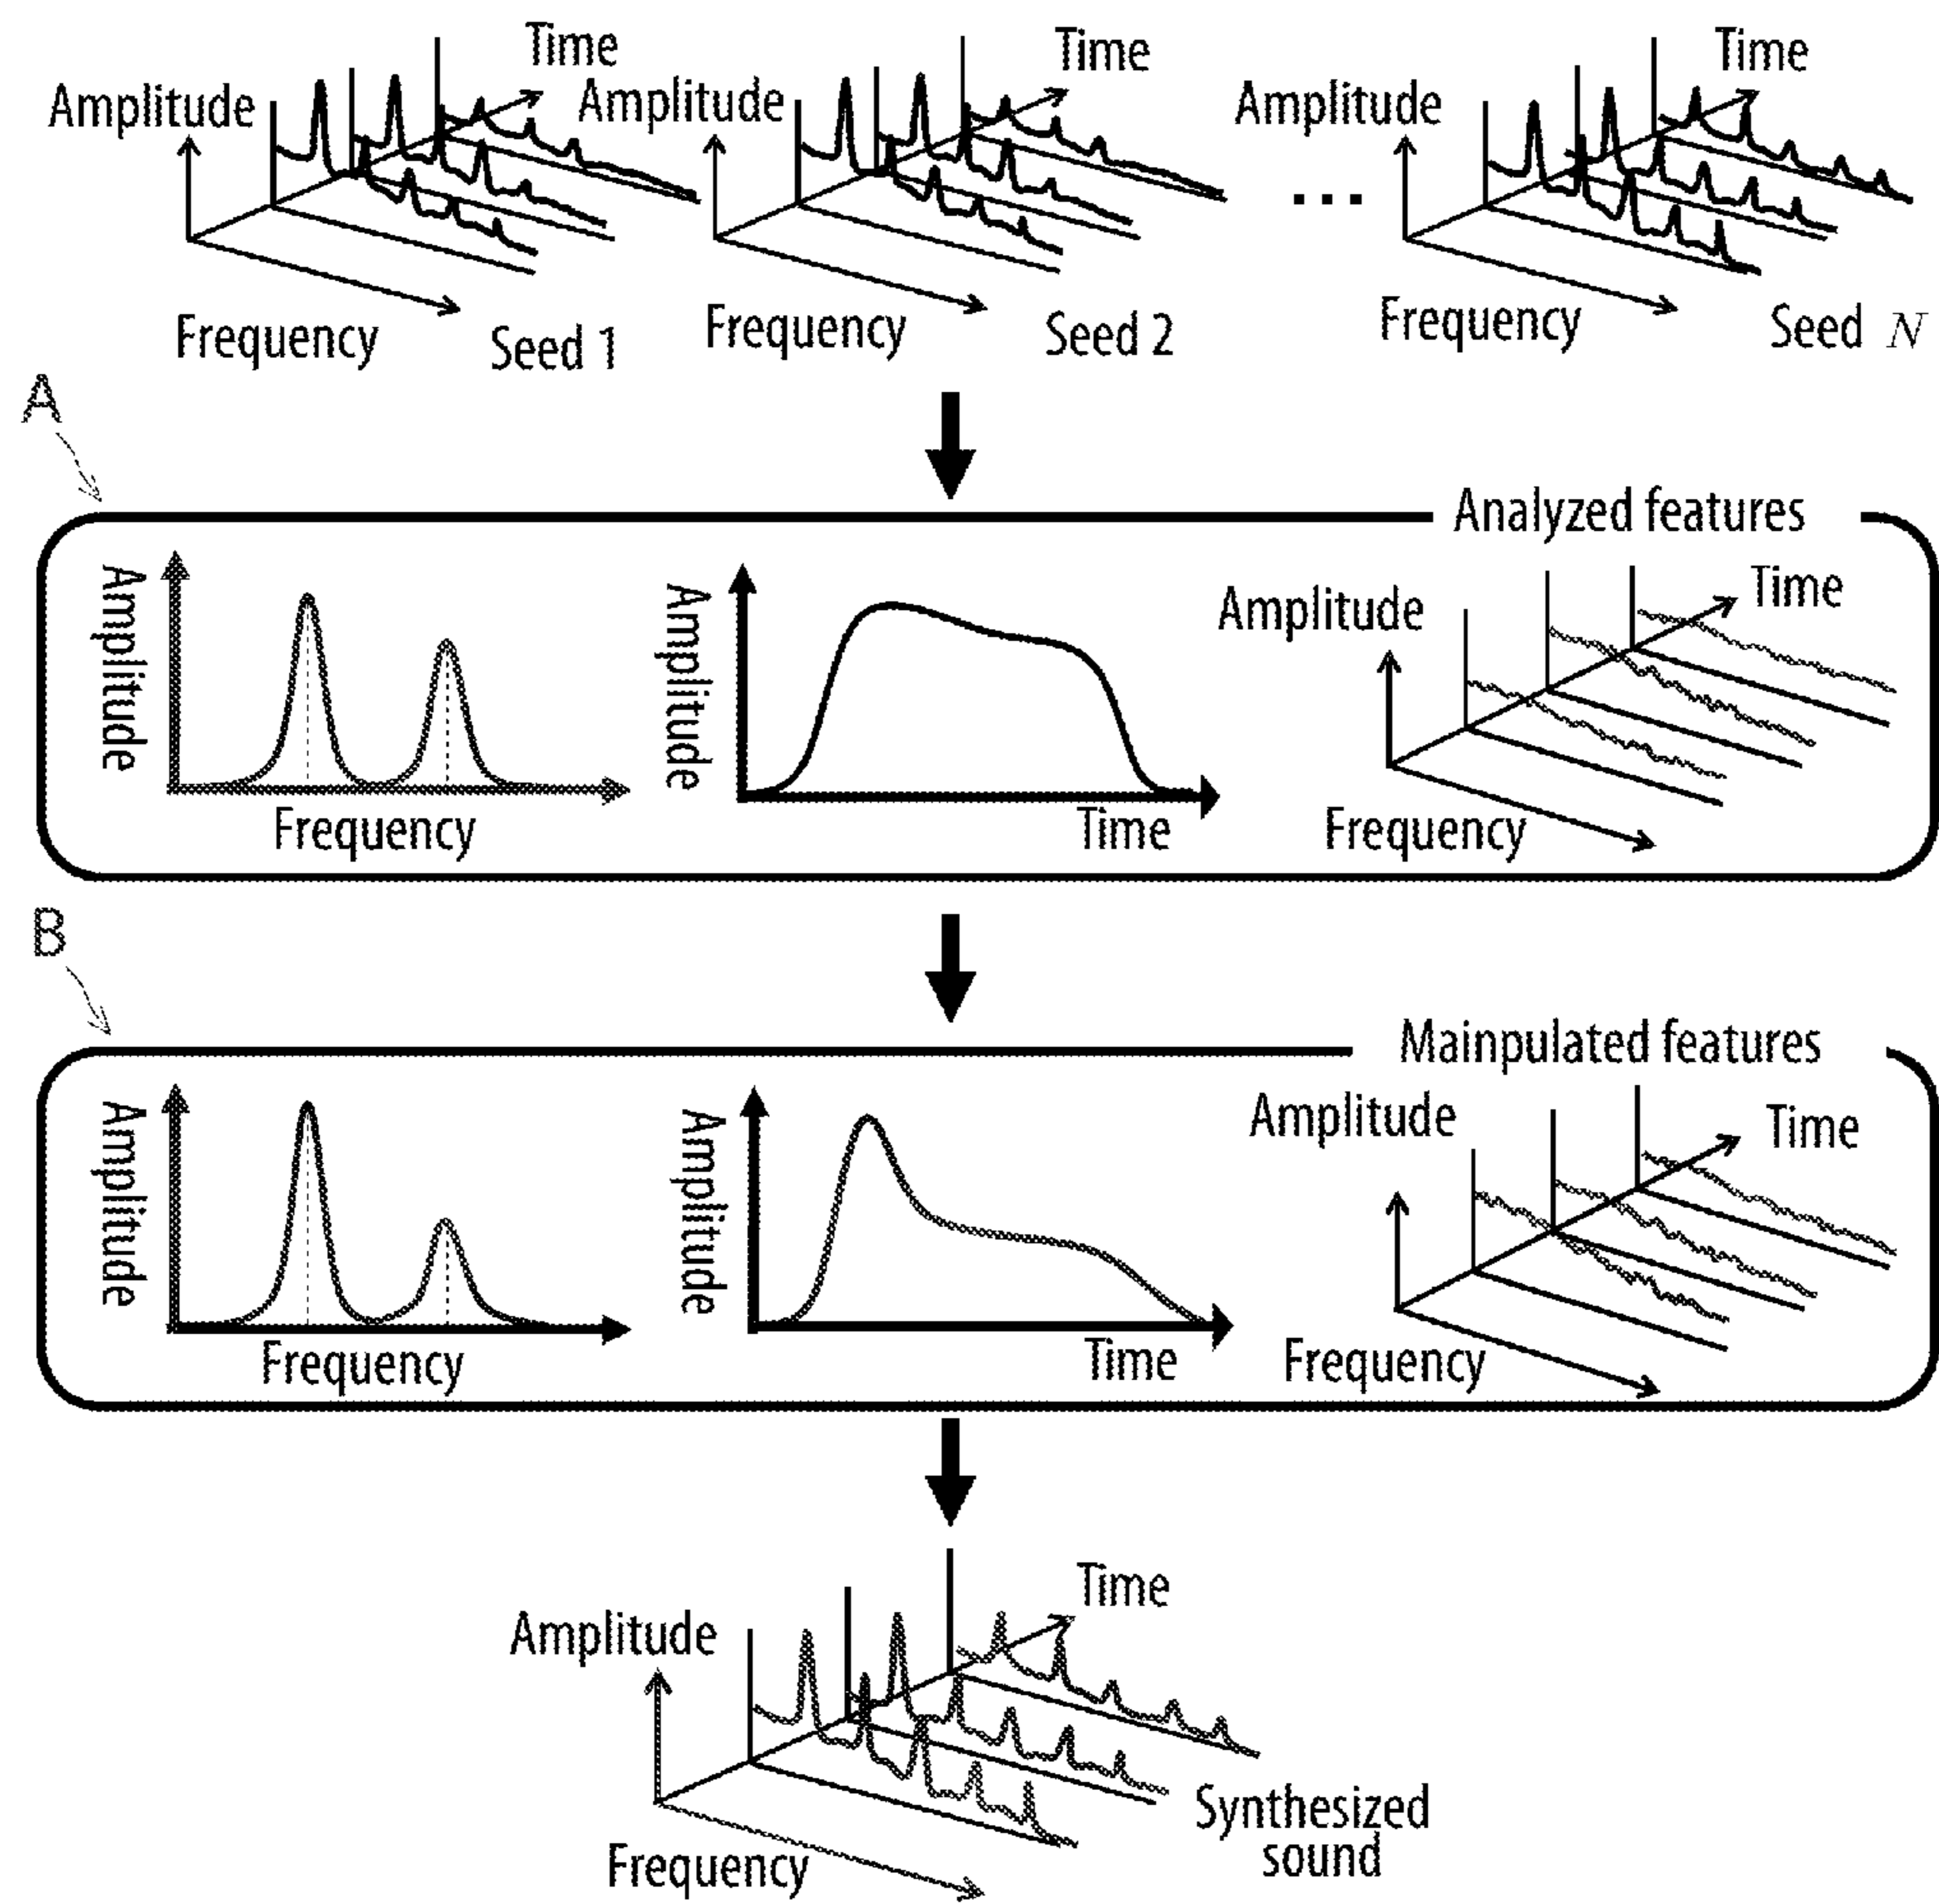 Time
Amplitude
Frequency
Seed 1
Time
Amplitude
Frequency
Seed 2
...
Time
Amplitude
Frequency
Seed N
A
Analyzed features
Amplitude
Frequency
Amplitude
Time
Amplitude
Time
Frequency
B
Mainpulated features
Amplitude
Frequency
Amplitude
Time
Amplitude
Time
Frequency
Time
Amplitude
Frequency
Synthesized
sound